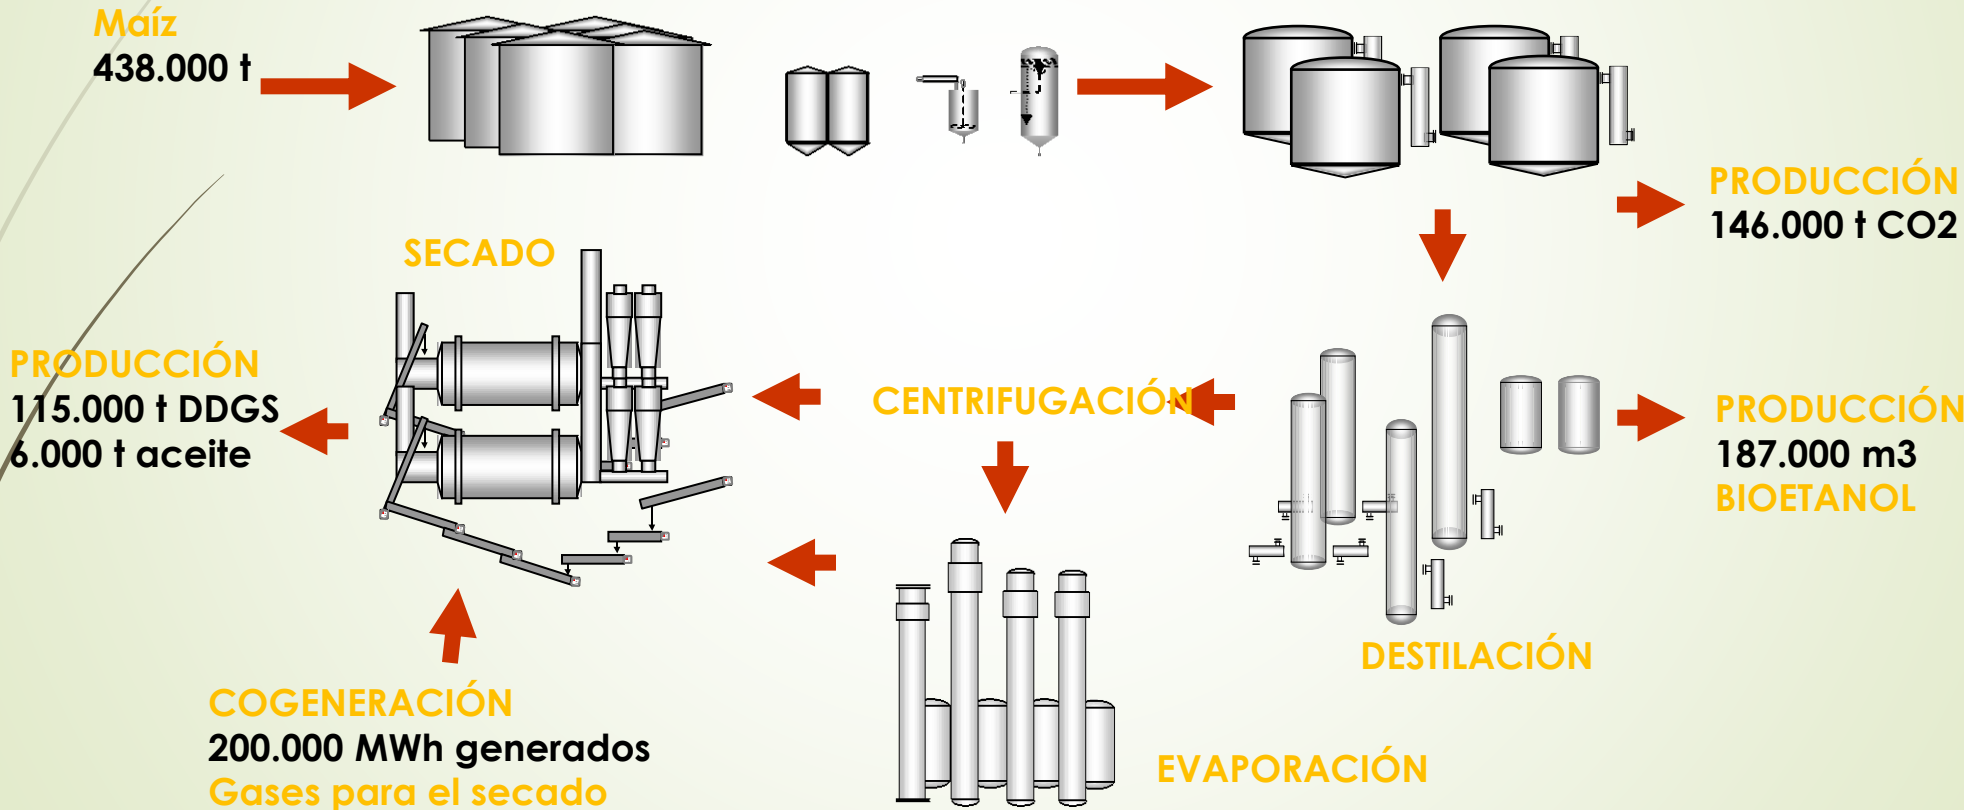 Maíz
438.000 t
PRODUCCIÓN
146.000 t CO2
SECADO
PRODUCCIÓN
115.000 t DDGS
6.000 t aceite
CENTRIFUGACIÓN
PRODUCCIÓN
187.000 m3
BIOETANOL
DESTILACIÓN
COGENERACIÓN
200.000 MWh generados
Gases para el secado
EVAPORACIÓN